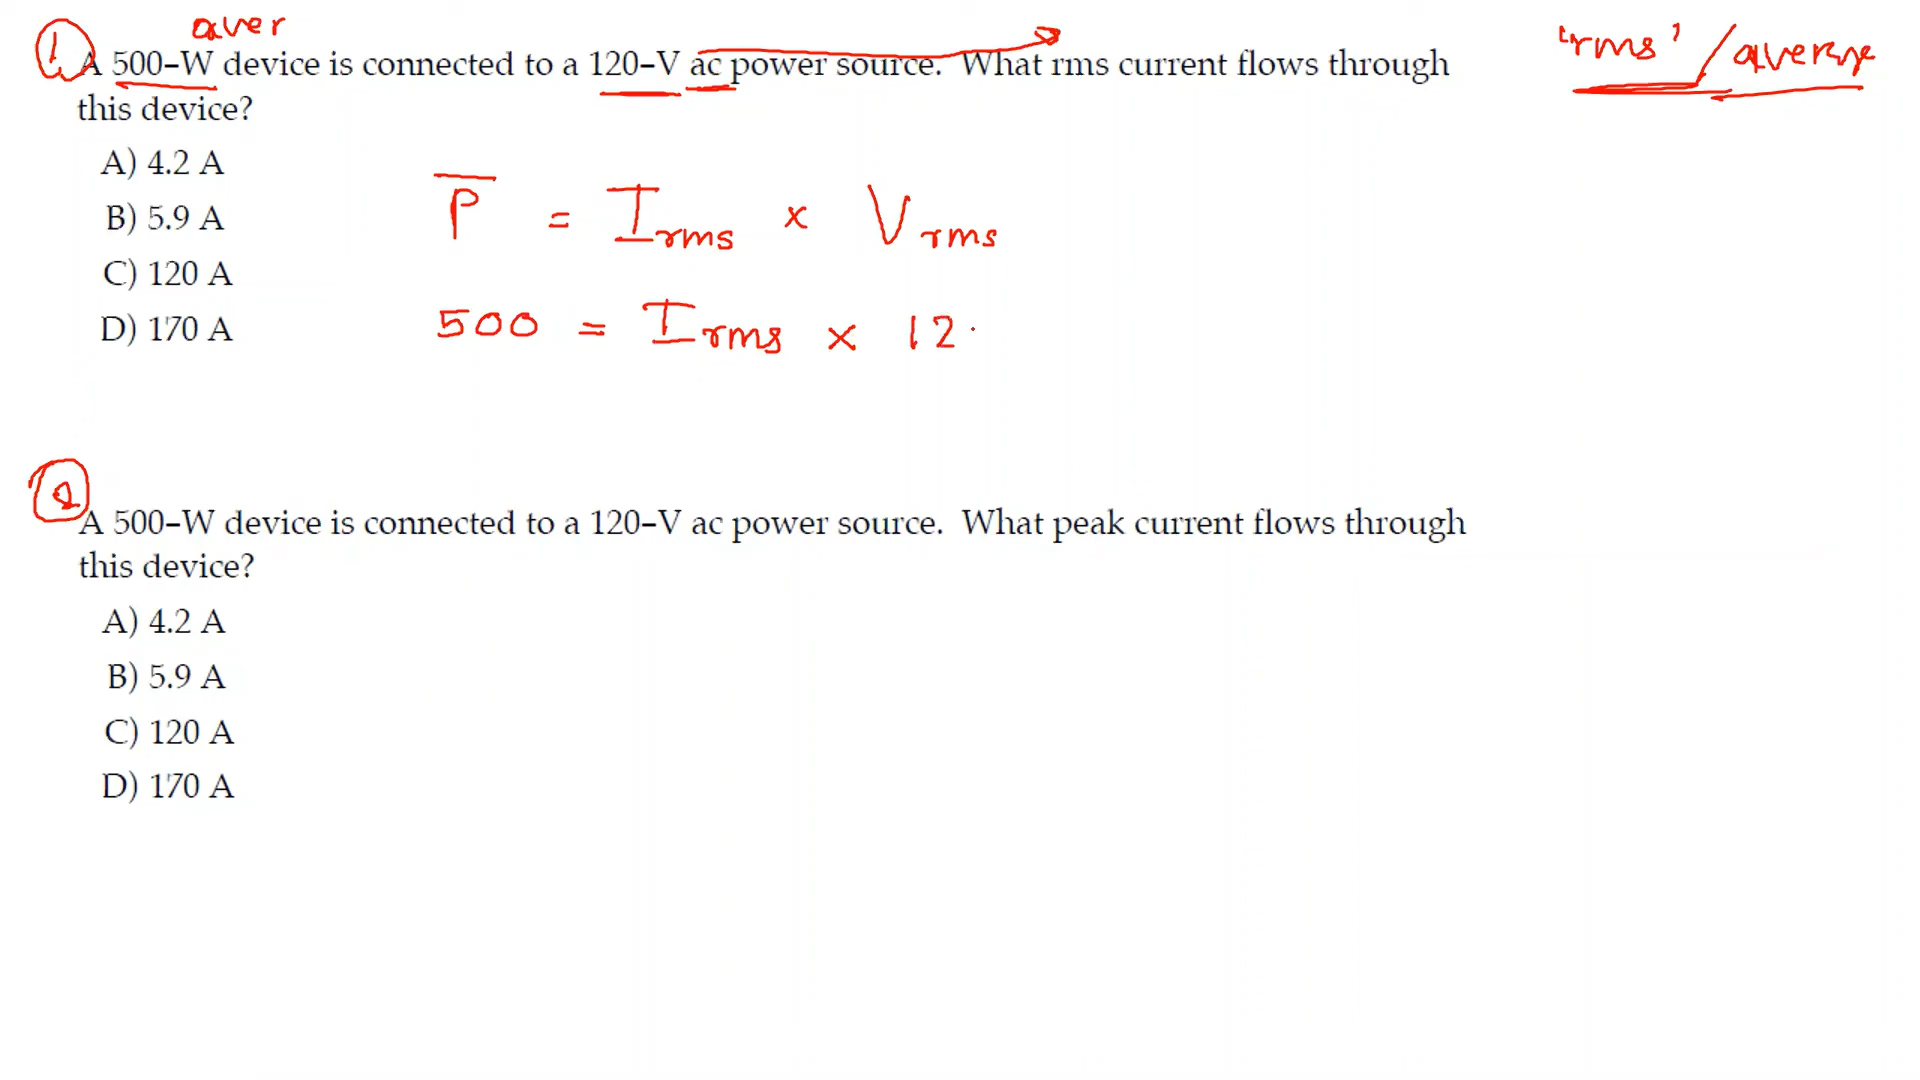 aver
1. A 500–W device is connected to a 120–V ac power source. What rms current flows through
'rms' / average
this device?
A) 4.2 A
B) 5.9 A
C) 120 A
D) 170 A
P = Irms × Vrms
500 = Irms × 12
2
A 500–W device is connected to a 120–V ac power source. What peak current flows through
this device?
A) 4.2 A
B) 5.9 A
C) 120 A
D) 170 A